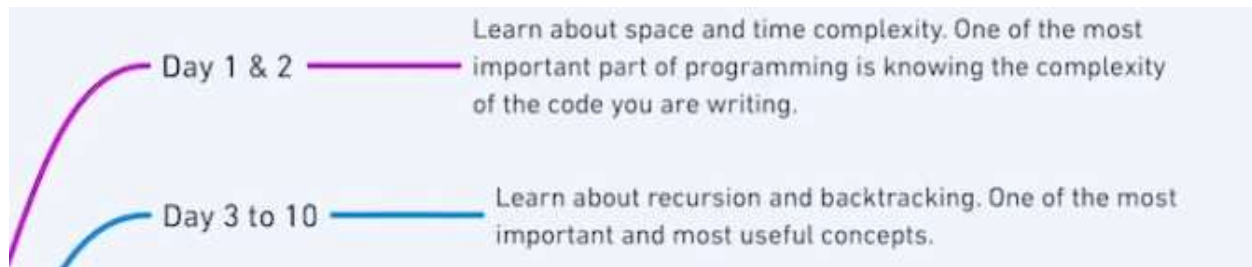 Day 1 & 2
Learn about space and time complexity. One of the most
important part of programming is knowing the complexity
of the code you are writing.
Day 3 to 10
Learn about recursion and backtracking. One of the most
important and most useful concepts.